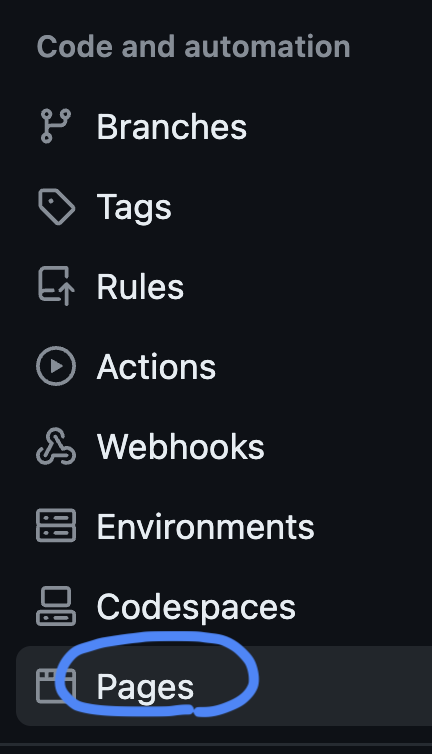 Code and automation
Branches
Tags
Rules
Actions
Webhooks
Environments
Codespaces
Pages